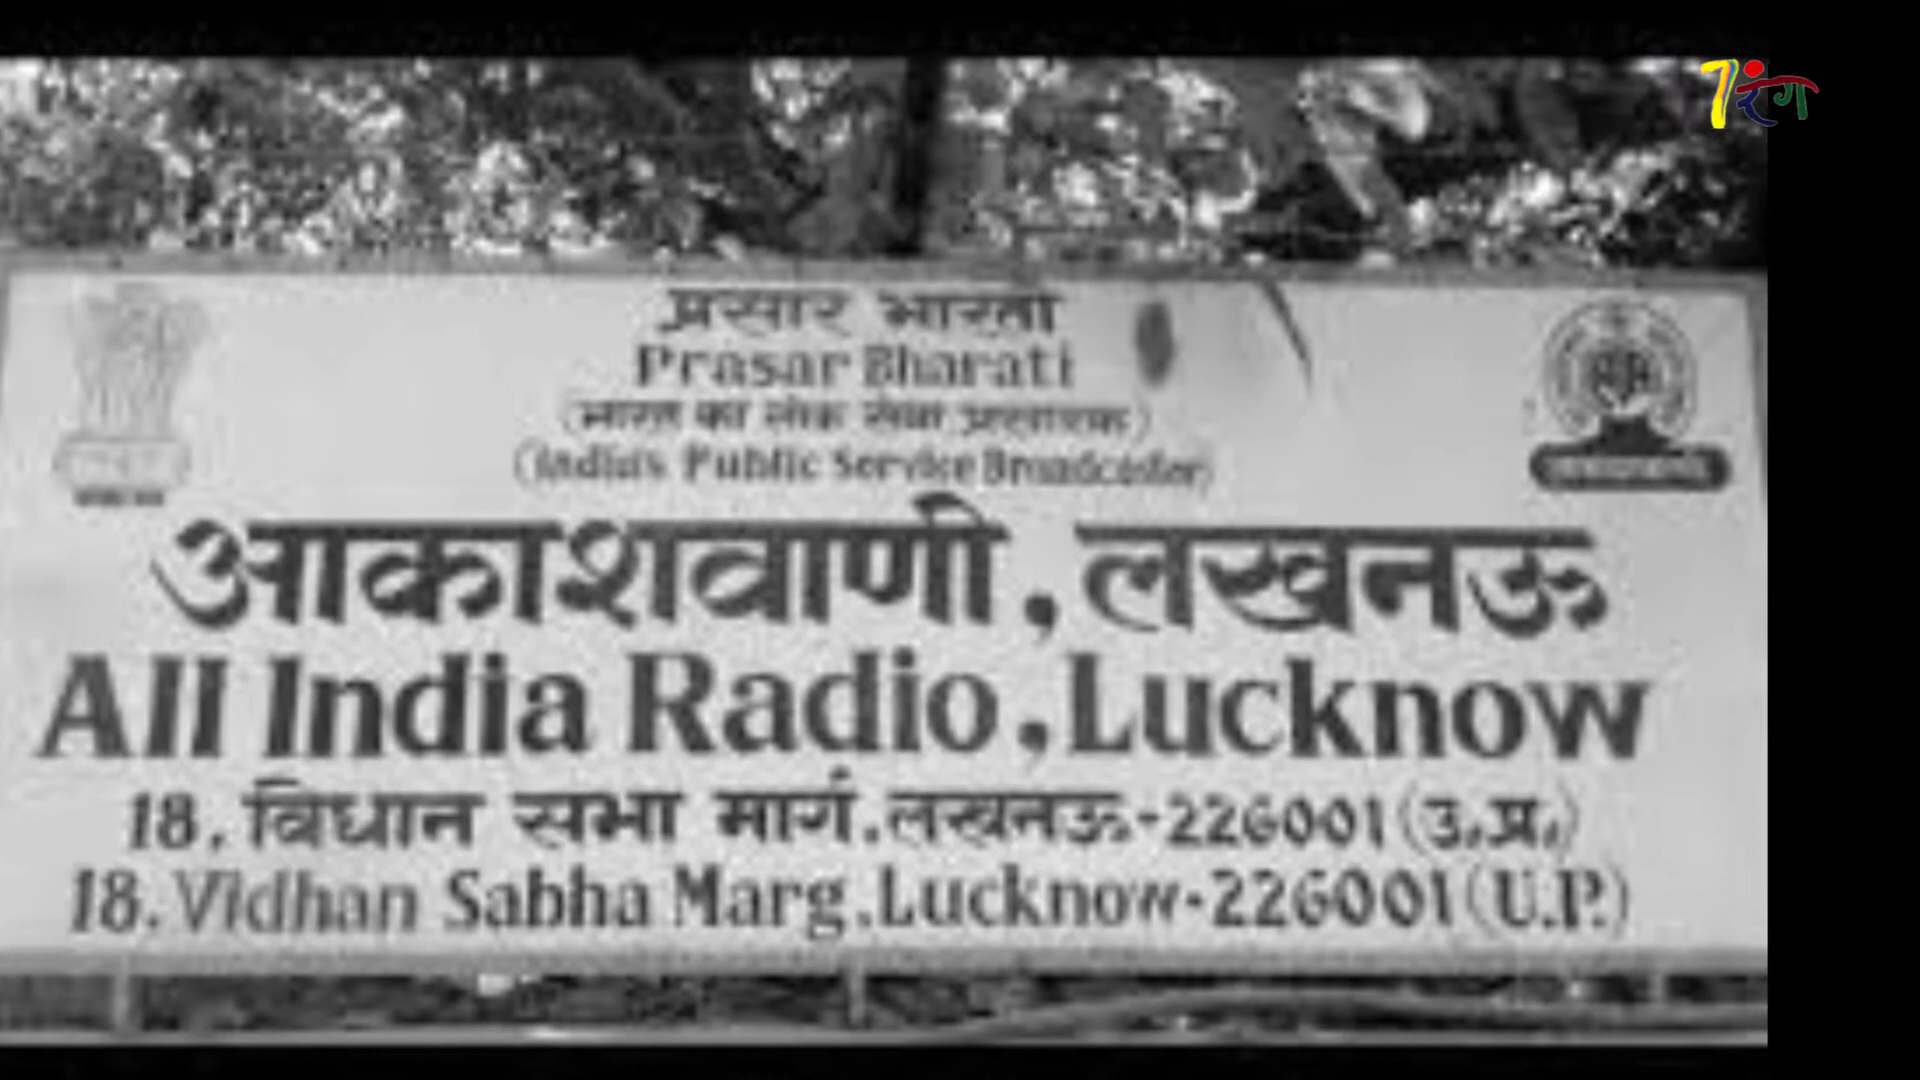 7रंग
प्रसार भारती
Prasar Bharati
(भारत का लोक सेवा प्रसारक)
(India's Public Service Broadcaster)
आकाशवाणी, लखनऊ
All India Radio, Lucknow
18, विधान सभा मार्ग, लखनऊ-226001 (उ.प्र.)
18. Vidhan Sabha Marg, Lucknow-226001 (U.P.)